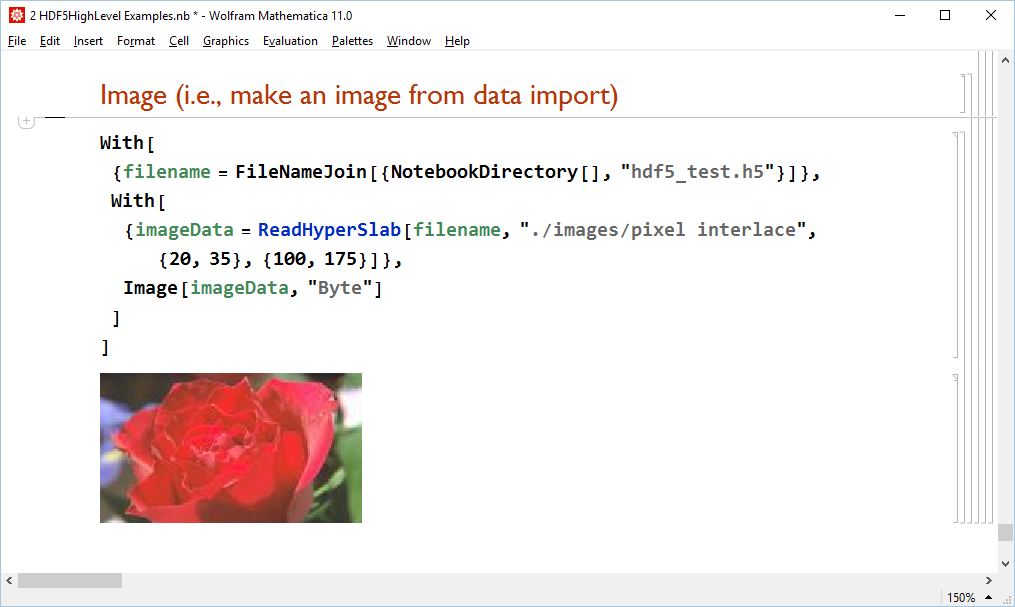 2 HDF5HighLevel Examples.nb * - Wolfram Mathematica 11.0
File Edit Insert Format Cell Graphics Evaluation Palettes Window Help
Image (i.e., make an image from data import)
With[
{filename = FileNameJoin[{NotebookDirectory[], "hdf5_test.h5"}]},
With[
{imageData = ReadHyperSlab[filename, "./images/pixel interlace",
{20, 35}, {100, 175}]},
Image[imageData, "Byte"]
]
]
150%